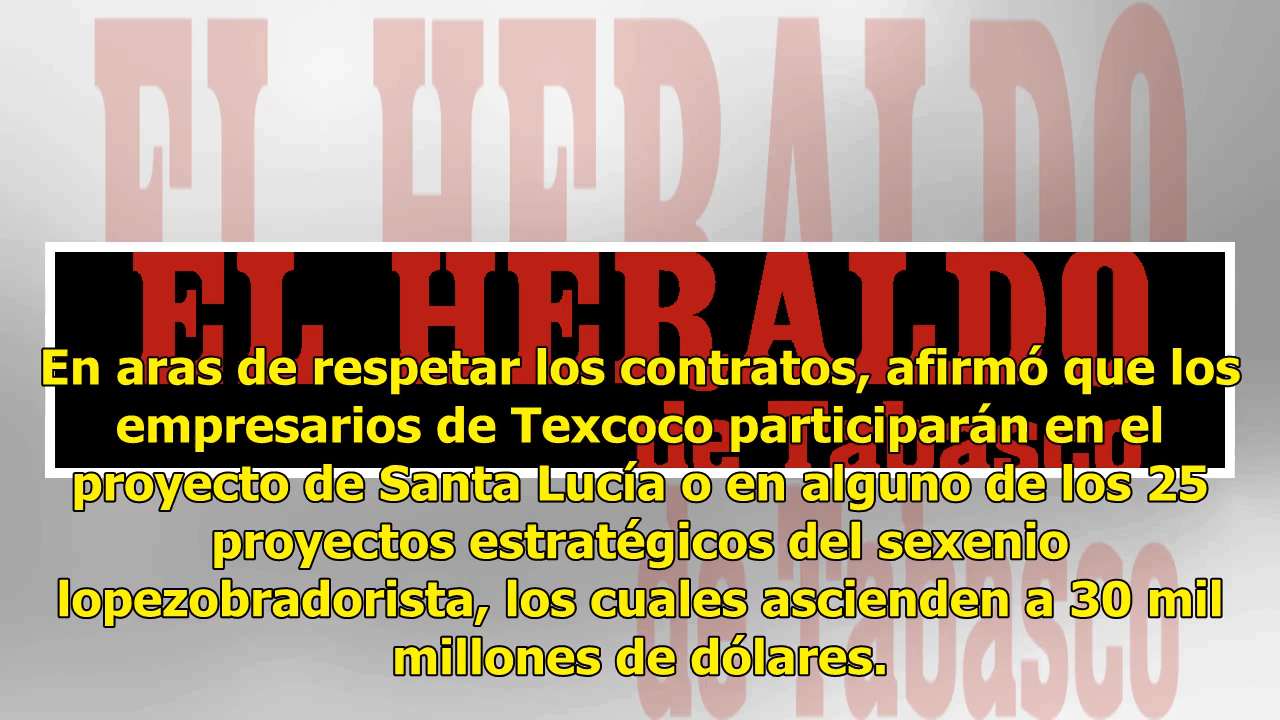 EL HERALDO
EL HERALDO
de Tabasco
En aras de respetar los contratos, afirmó que los
empresarios de Texcoco participarán en el
proyecto de Santa Lucía o en alguno de los 25
proyectos estratégicos del sexenio
lopezobradorista, los cuales ascienden a 30 mil
millones de dólares.
de Tabasco